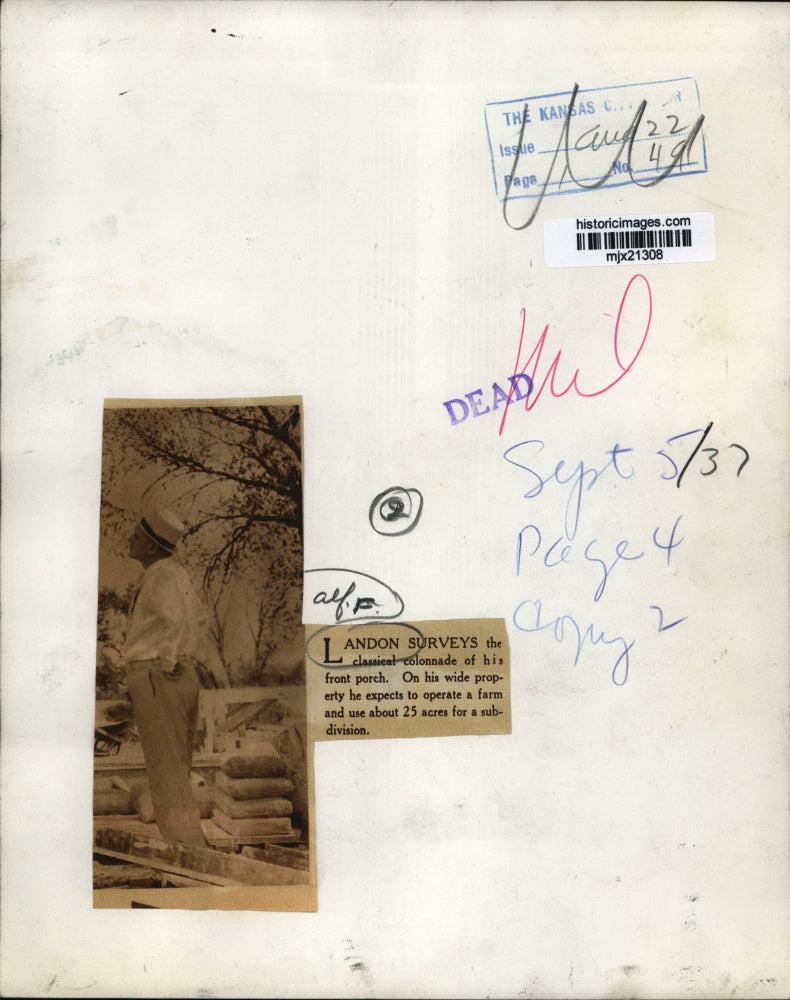 THE KANSAS C
Issue Aug 22
Page No. 49
historicimages.com
mjx21308
DEAD
Sept 5/37
Page 4
Copy 2
2
alf. F.
LANDON SURVEYS the
classical colonnade of his
front porch. On his wide prop-
erty he expects to operate a farm
and use about 25 acres for a sub-
division.